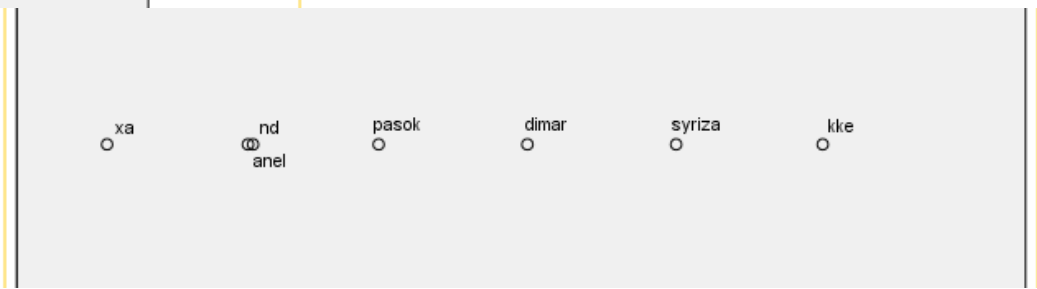 xa
nd
anel
pasok
dimar
syriza
kke